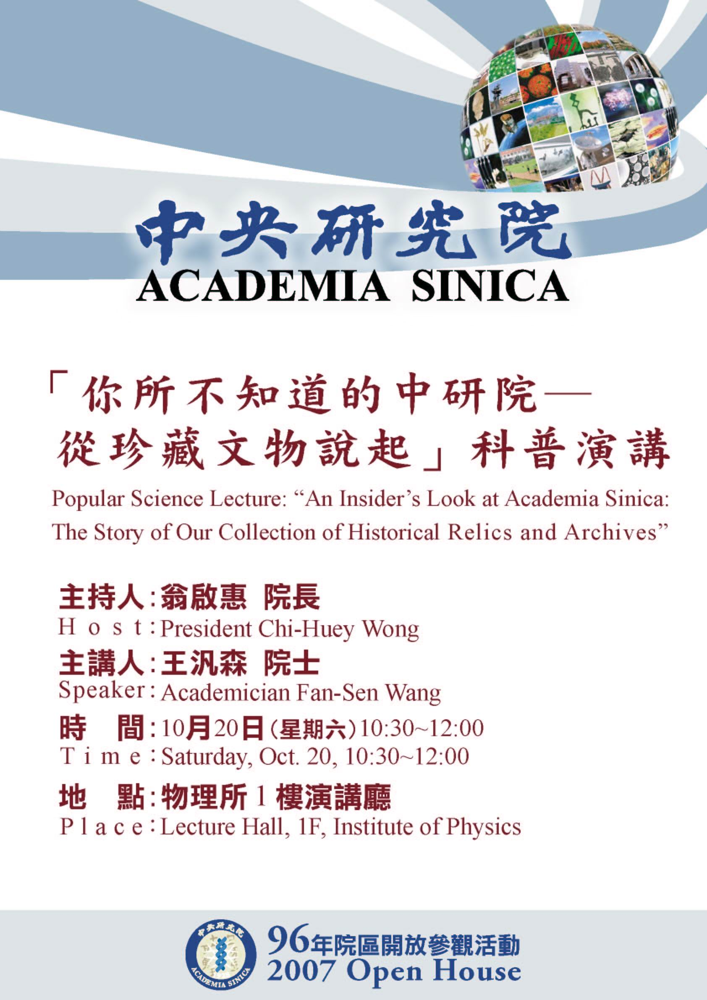 中央研究院
ACADEMIA SINICA
「你所不知道的中研院—
從珍藏文物說起」科普演講
Popular Science Lecture: “An Insider’s Look at Academia Sinica:
The Story of Our Collection of Historical Relics and Archives”
主持人:翁啟惠 院長
Host:President Chi-Huey Wong
主講人:王汎森 院士
Speaker:Academician Fan-Sen Wang
時 間:10月20日(星期六)10:30~12:00
Time:Saturday, Oct. 20, 10:30~12:00
地 點:物理所 1 樓演講廳
Place:Lecture Hall, 1F, Institute of Physics
中央研究院
1928
ACADEMIA SINICA
96年院區開放參觀活動
2007 Open House